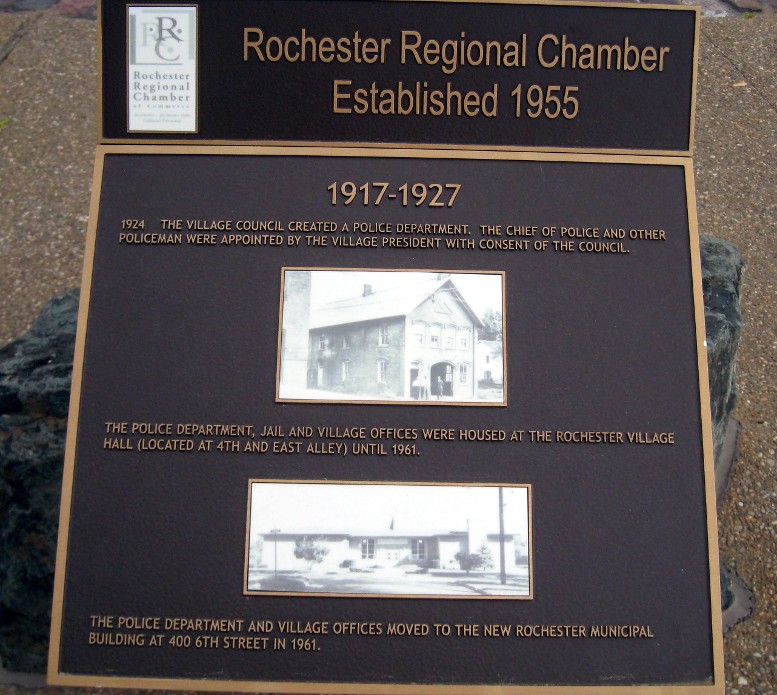 RRC
Rochester
Regional
Chamber
of Commerce
Rochester Regional Chamber
Established 1955
1917-1927
1924 THE VILLAGE COUNCIL CREATED A POLICE DEPARTMENT. THE CHIEF OF POLICE AND OTHER
POLICEMAN WERE APPOINTED BY THE VILLAGE PRESIDENT WITH CONSENT OF THE COUNCIL.
THE POLICE DEPARTMENT, JAIL AND VILLAGE OFFICES WERE HOUSED AT THE ROCHESTER VILLAGE
HALL (LOCATED AT 4TH AND EAST ALLEY) UNTIL 1961.
THE POLICE DEPARTMENT AND VILLAGE OFFICES MOVED TO THE NEW ROCHESTER MUNICIPAL
BUILDING AT 400 6TH STREET IN 1961.